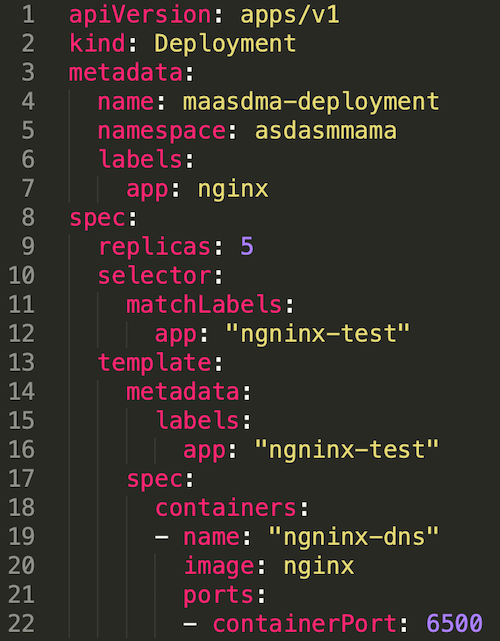 1 apiVersion: apps/v1
2 kind: Deployment
3 metadata:
4   name: maasdma-deployment
5   namespace: asdasmmama
6   labels:
7     app: nginx
8 spec:
9   replicas: 5
10   selector:
11     matchLabels:
12       app: "ngninx-test"
13   template:
14     metadata:
15       labels:
16         app: "ngninx-test"
17     spec:
18       containers:
19       - name: "ngninx-dns"
20         image: nginx
21         ports:
22         - containerPort: 6500